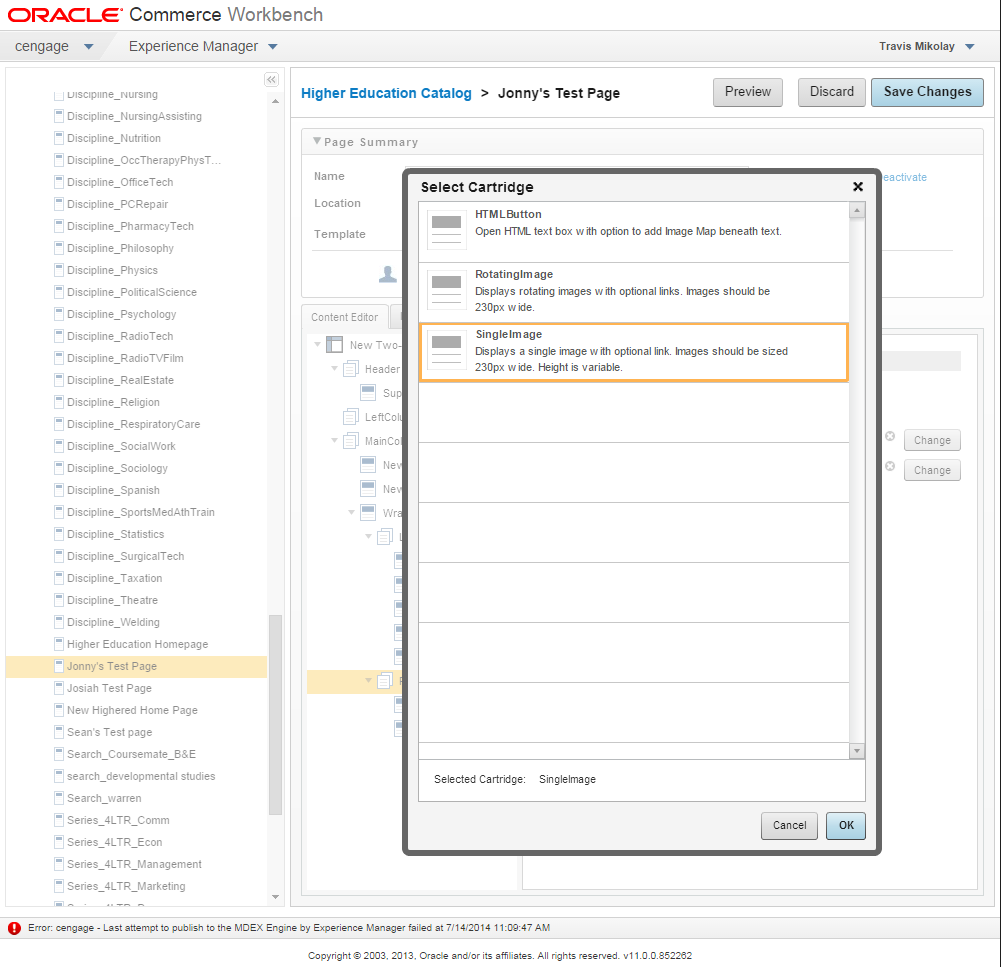 ORACLE Commerce Workbench
cengage
Experience Manager
Travis Mikolay
Discipline_Nursing
Discipline_NursingAssisting
Discipline_Nutrition
Discipline_OccTherapyPhysT...
Discipline_OfficeTech
Discipline_PCRepair
Discipline_PharmacyTech
Discipline_Philosophy
Discipline_Physics
Discipline_PoliticalScience
Discipline_Psychology
Discipline_RadioTech
Discipline_RadioTVFilm
Discipline_RealEstate
Discipline_Religion
Discipline_RespiratoryCare
Discipline_SocialWork
Discipline_Sociology
Discipline_Spanish
Discipline_SportsMedAthTrain
Discipline_Statistics
Discipline_SurgicalTech
Discipline_Taxation
Discipline_Theatre
Discipline_Welding
Higher Education Homepage
Jonny's Test Page
Josiah Test Page
New Highered Home Page
Sean's Test page
Search_Coursemate_B&E
search_developmental studies
Search_warren
Series_4LTR_Comm
Series_4LTR_Econ
Series_4LTR_Management
Series_4LTR_Marketing
Higher Education Catalog > Jonny's Test Page
Preview
Discard
Save Changes
Page Summary
Name
Location
Template
eactivate
Content Editor
New Two-
Header
Sup
LeftColu
MainCol
New
New
Wra
Change
Change
Select Cartridge
HTMLButton
Open HTML text box with option to add Image Map beneath text.
RotatingImage
Displays rotating images with optional links. Images should be
230px wide.
SingleImage
Displays a single image with optional link. Images should be sized
230px wide. Height is variable.
Selected Cartridge: SingleImage
Cancel
OK
Error: cengage - Last attempt to publish to the MDEX Engine by Experience Manager failed at 7/14/2014 11:09:47 AM
Copyright © 2003, 2013, Oracle and/or its affiliates. All rights reserved. v11.0.0.852262